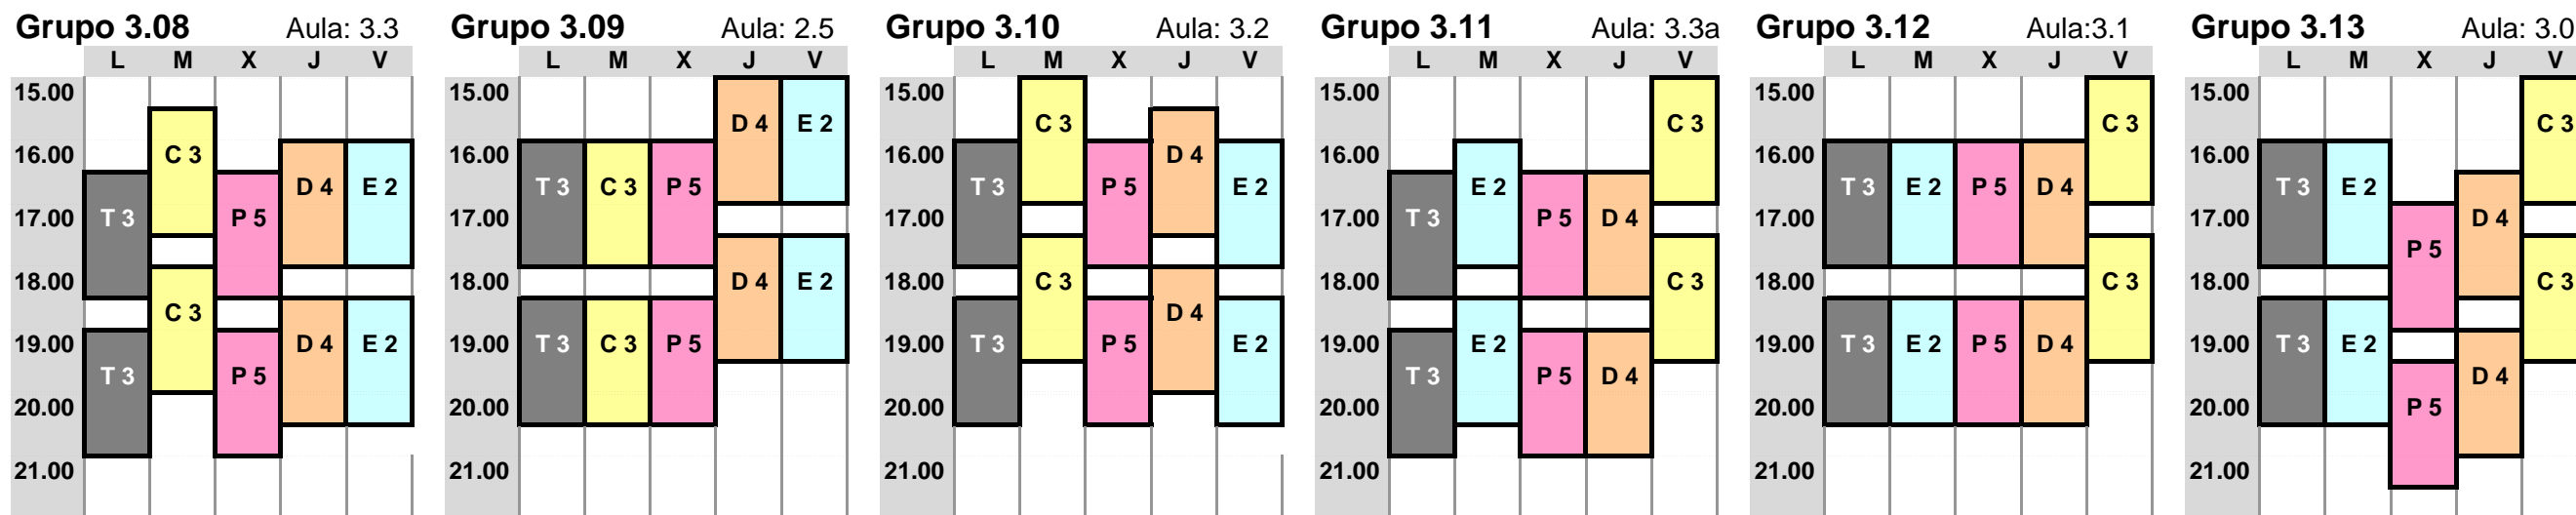 Grupo 3.08 Aula: 3.3
L M X J V
15.00
C 3
16.00
D 4 E 2
T 3 P 5
17.00
18.00
C 3
19.00
D 4 E 2
T 3 P 5
20.00
21.00
Grupo 3.09 Aula: 2.5
L M X J V
15.00
D 4 E 2
16.00
T 3 C 3 P 5
17.00
18.00
D 4 E 2
19.00
T 3 C 3 P 5
20.00
21.00
Grupo 3.10 Aula: 3.2
L M X J V
15.00
C 3
16.00 D 4
T 3 P 5 E 2
17.00
18.00 C 3
D 4
19.00 T 3 P 5 E 2
20.00
21.00
Grupo 3.11 Aula: 3.3a
L M X J V
15.00
C 3
16.00
E 2
17.00 T 3 P 5 D 4
18.00 C 3
19.00 E 2
T 3 P 5 D 4
20.00
21.00
Grupo 3.12 Aula:3.1
L M X J V
15.00
C 3
16.00
T 3 E 2 P 5 D 4
17.00
18.00 C 3
19.00 T 3 E 2 P 5 D 4
20.00
21.00
Grupo 3.13 Aula: 3.0
L M X J V
15.00
C 3
16.00
T 3 E 2
17.00 D 4
P 5
18.00 C 3
19.00 T 3 E 2
D 4
20.00 P 5
21.00